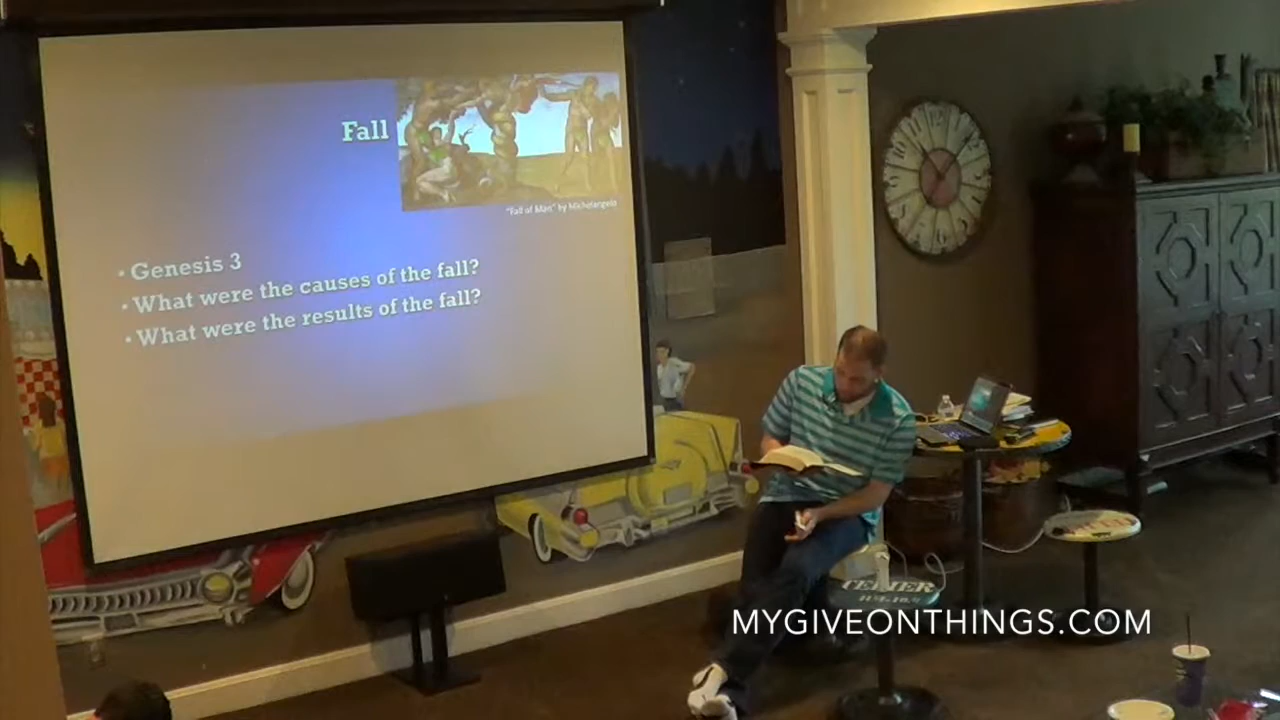 Fall
"Fall of Man" by Michelangelo
• Genesis 3
• What were the causes of the fall?
• What were the results of the fall?
MYGIVEONTHINGS.COM